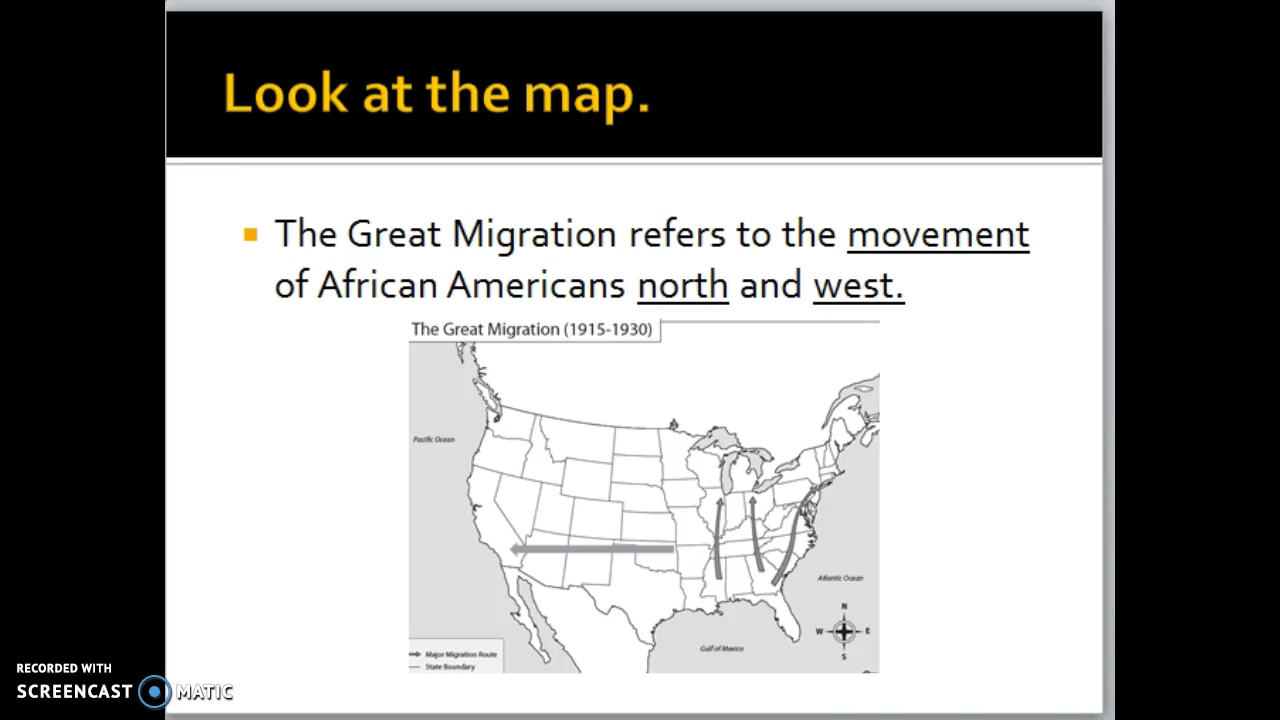 Look at the map.
The Great Migration refers to the movement
of African Americans north and west.
The Great Migration (1915-1930)
Pacific Ocean
Atlantic Ocean
N
W E
S
Gulf of Mexico
Major Migration Route
State Boundary
RECORDED WITH
SCREENCAST MATIC